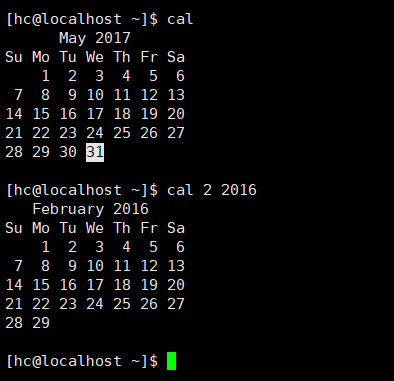 [hc@localhost ~]$ cal
May 2017
Su Mo Tu We Th Fr Sa
1 2 3 4 5 6
7 8 9 10 11 12 13
14 15 16 17 18 19 20
21 22 23 24 25 26 27
28 29 30 31
[hc@localhost ~]$ cal 2 2016
February 2016
Su Mo Tu We Th Fr Sa
1 2 3 4 5 6
7 8 9 10 11 12 13
14 15 16 17 18 19 20
21 22 23 24 25 26 27
28 29
[hc@localhost ~]$